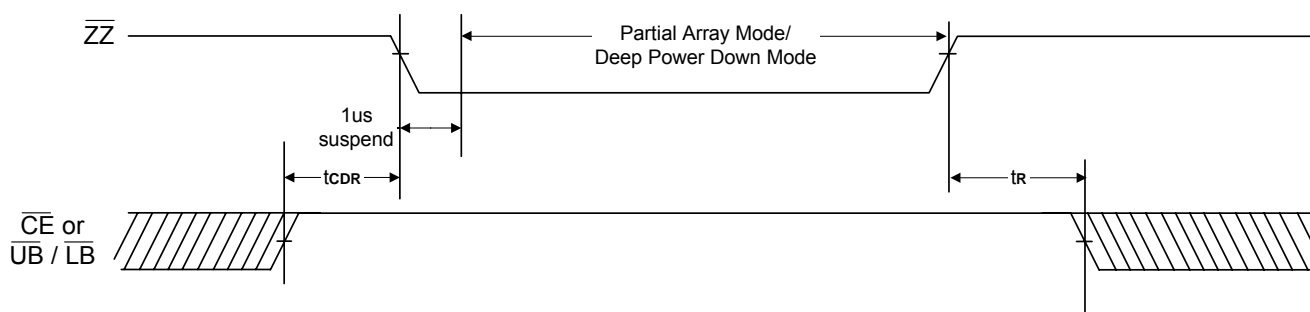 ZZ
Partial Array Mode/
Deep Power Down Mode
1us
suspend
tCDR
tR
CE or
UB / LB